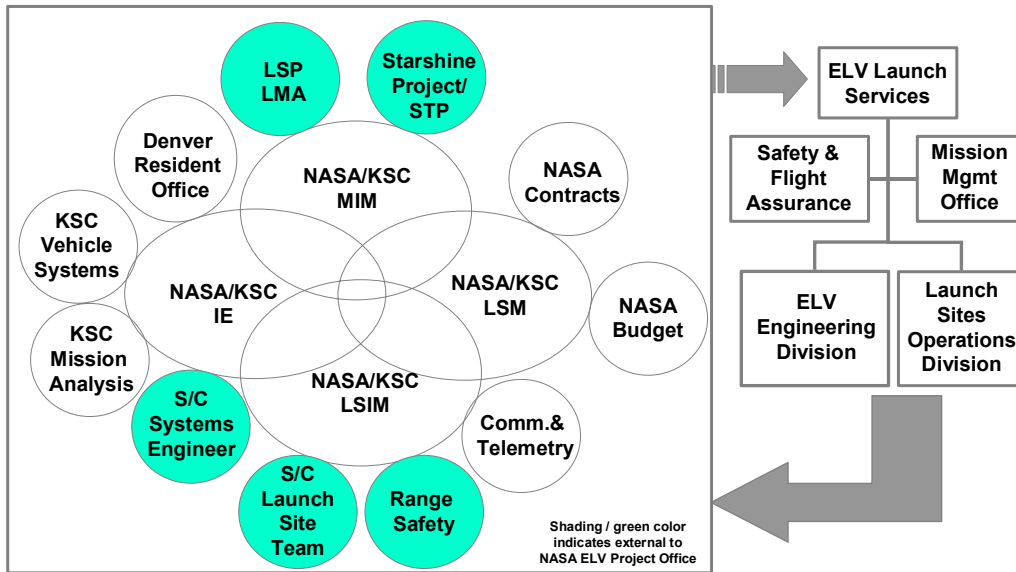 LSP
LMA
Starshine
Project/
STP
Denver
Resident
Office
NASA/KSC
MIM
NASA
Contracts
KSC
Vehicle
Systems
NASA/KSC
IE
NASA/KSC
LSM
NASA
Budget
KSC
Mission
Analysis
NASA/KSC
LSIM
S/C
Systems
Engineer
Comm.&
Telemetry
S/C
Launch
Site
Team
Range
Safety
Shading / green color
indicates external to
NASA ELV Project Office
ELV Launch
Services
Safety &
Flight
Assurance
Mission
Mgmt
Office
ELV
Engineering
Division
Launch
Sites
Operations
Division